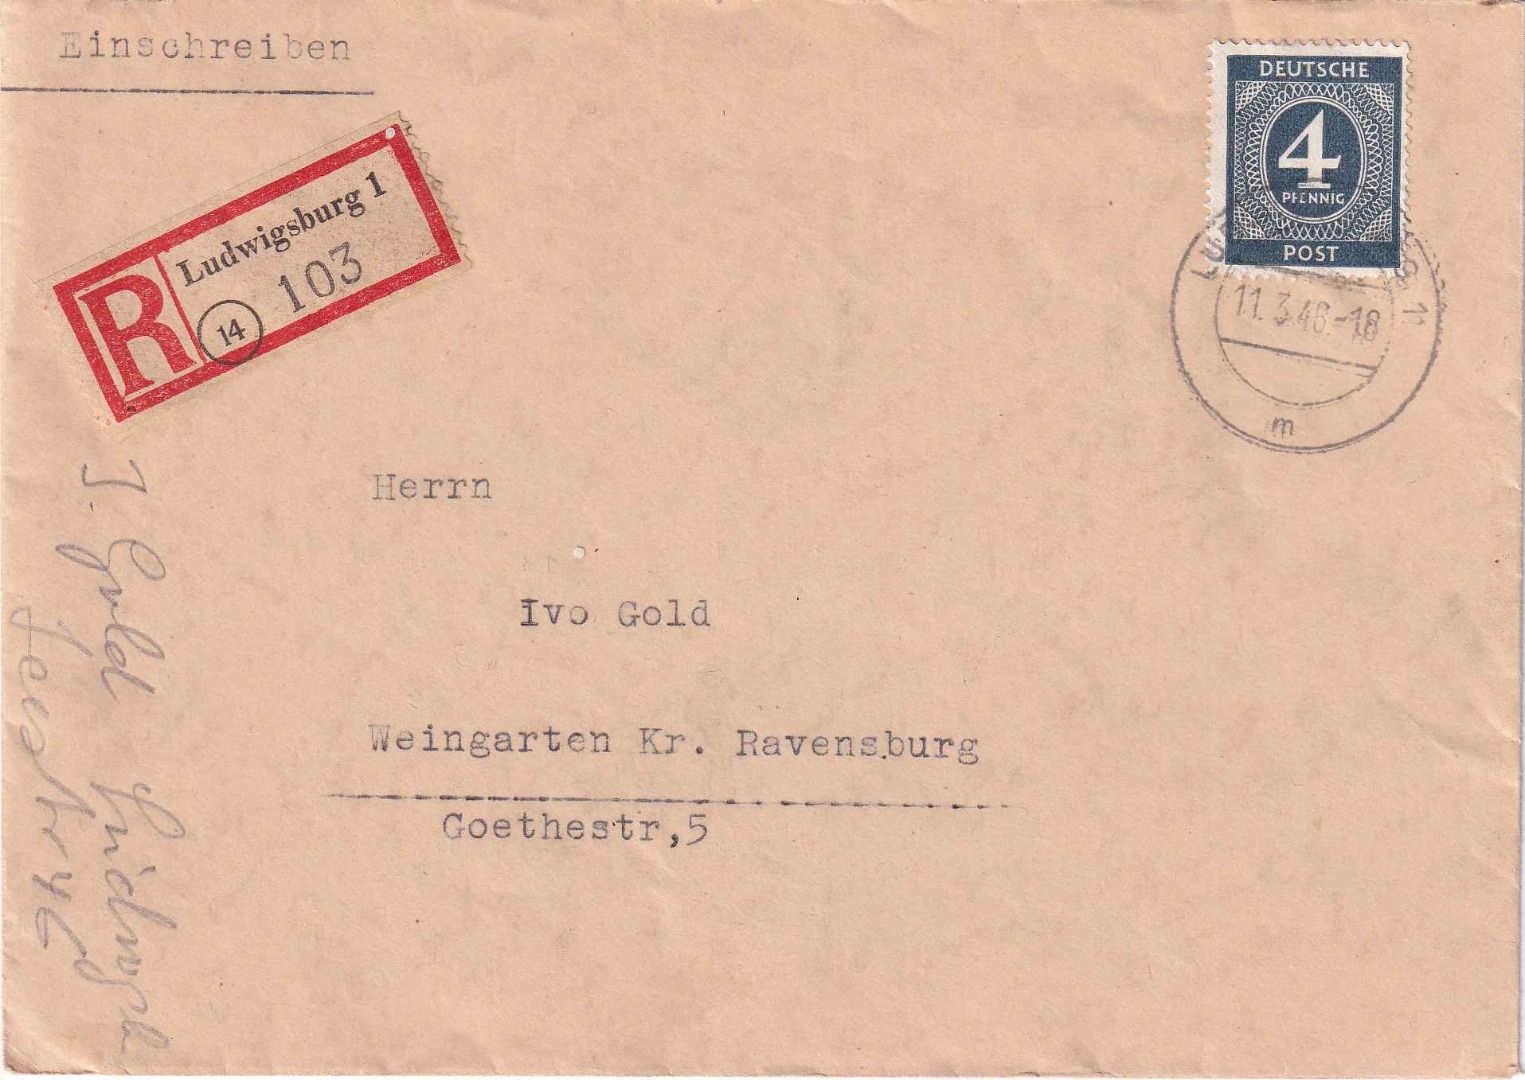 Einschreiben
DEUTSCHE
4
PFENNIG
POST
R
Ludwigsburg 1
103
14
11.3.46.-18
m
Herrn
Ivo Gold
Weingarten Kr. Ravensburg
Goethestr,5
J. Gold